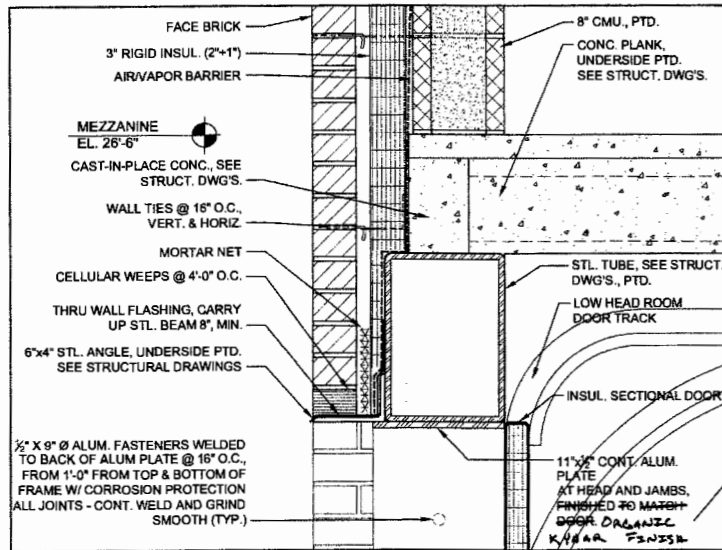 FACE BRICK
3" RIGID INSUL. (2"+1")
AIR/VAPOR BARRIER
MEZZANINE
EL. 26'-6"
CAST-IN-PLACE CONC., SEE
STRUCT. DWG'S.
WALL TIES @ 16" O.C.,
VERT. & HORIZ.
MORTAR NET
CELLULAR WEEPS @ 4'-0" O.C.
THRU WALL FLASHING, CARRY
UP STL. BEAM 8", MIN.
6"x4" STL. ANGLE, UNDERSIDE PTD.
SEE STRUCTURAL DRAWINGS
½" X 9" Ø ALUM. FASTENERS WELDED
TO BACK OF ALUM PLATE @ 16" O.C.,
FROM 1'-0" FROM TOP & BOTTOM OF
FRAME W/ CORROSION PROTECTION
ALL JOINTS - CONT. WELD AND GRIND
SMOOTH (TYP.)
8" CMU., PTD.
CONC. PLANK,
UNDERSIDE PTD.
SEE STRUCT. DWG'S.
STL. TUBE, SEE STRUCT.
DWG'S., PTD.
LOW HEAD ROOM
DOOR TRACK
INSUL. SECTIONAL DOOR
11"x½" CONT. ALUM.
PLATE
AT HEAD AND JAMBS,
FINISHED TO MATCH
DOOR. ORGANIC
KYNAR FINISH